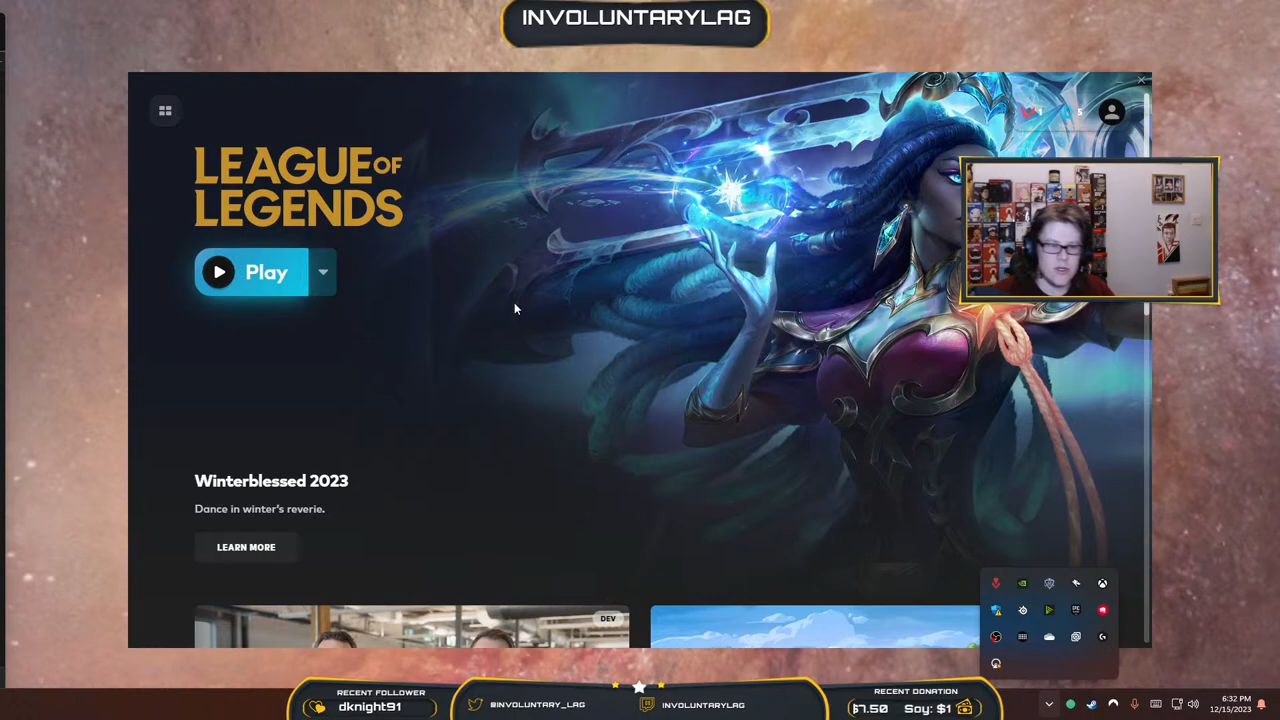 INVOLUNTARYLAG
LEAGUE OF
LEGENDS
Play
Winterblessed 2023
Dance in winter's reverie.
LEARN MORE
DEV
RECENT FOLLOWER
dknight91
@INVOLUNTARY_LAG
INVOLUNTARYLAG
RECENT DONATION
$7.50 Soy: $1
6:32 PM
12/15/2023